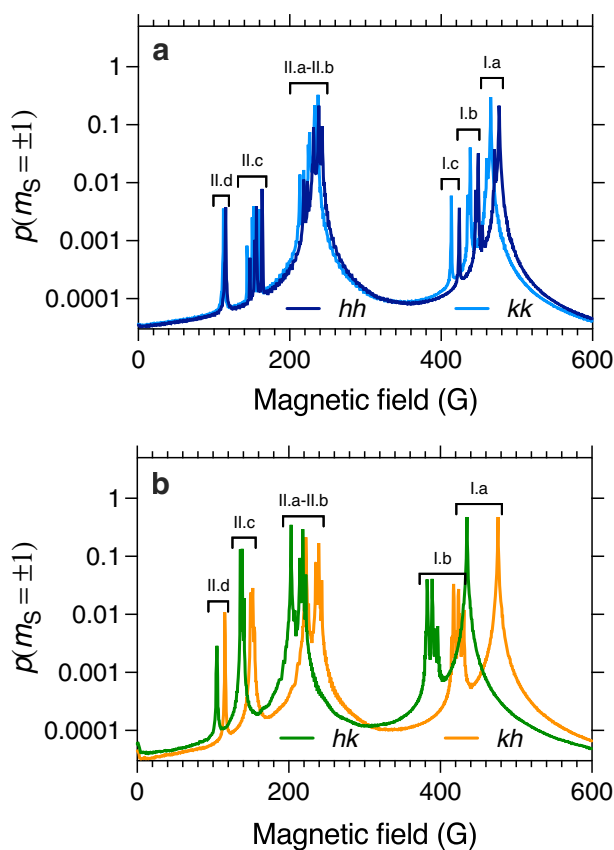 a
II.a-II.b
I.a
I.b
I.c
II.c
II.d
1
0.1
0.01
0.001
0.0001
p(mS = ±1)
hh
kk
0
200
400
600
Magnetic field (G)
b
II.a-II.b
I.a
II.c
I.b
II.d
1
0.1
0.01
0.001
0.0001
p(mS = ±1)
hk
kh
0
200
400
600
Magnetic field (G)